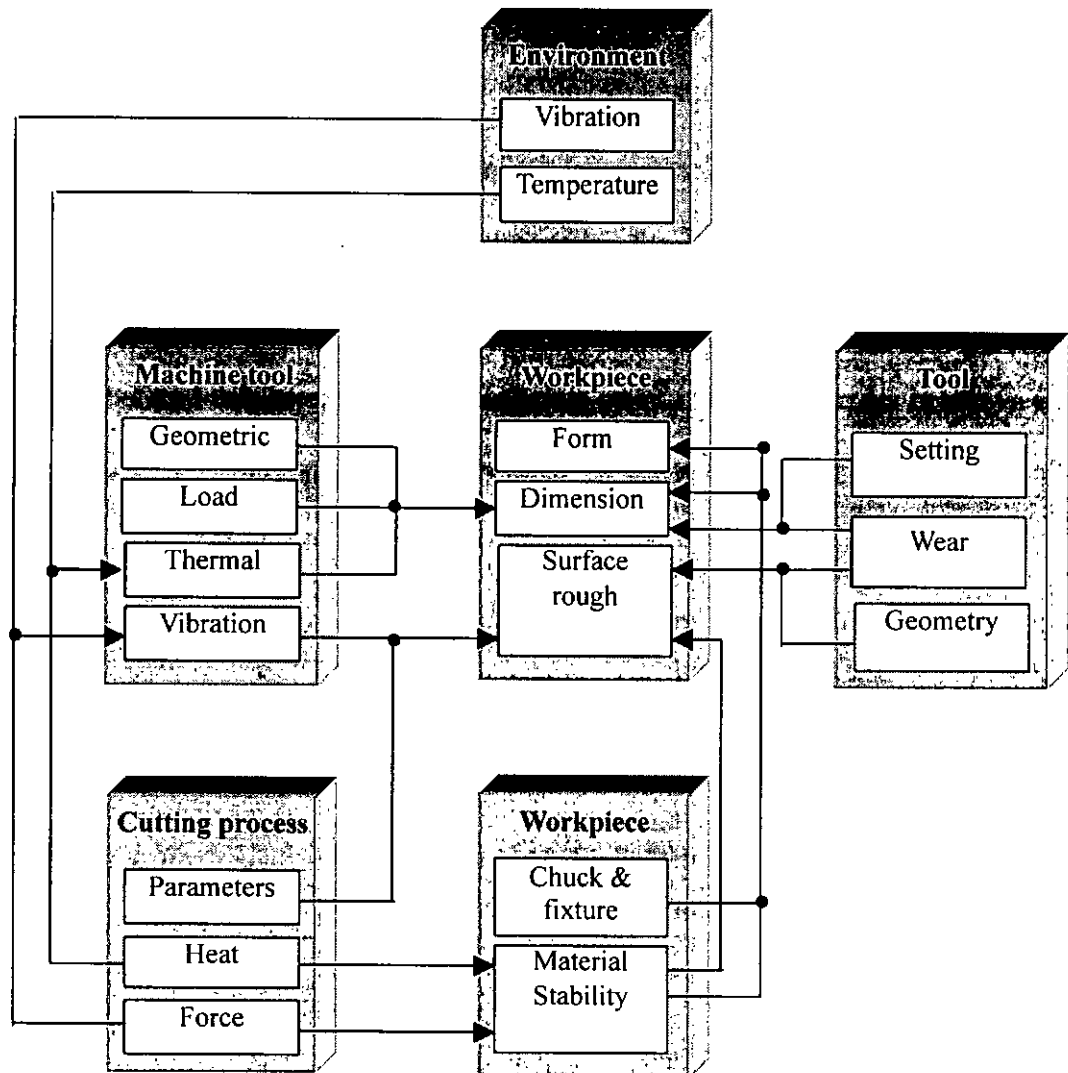 Environment
Vibration
Temperature
Machine tool
Geometric
Load
Thermal
Vibration
Workpiece
Form
Dimension
Surface
rough
Tool
Setting
Wear
Geometry
Cutting process
Parameters
Heat
Force
Workpiece
Chuck &
fixture
Material
Stability